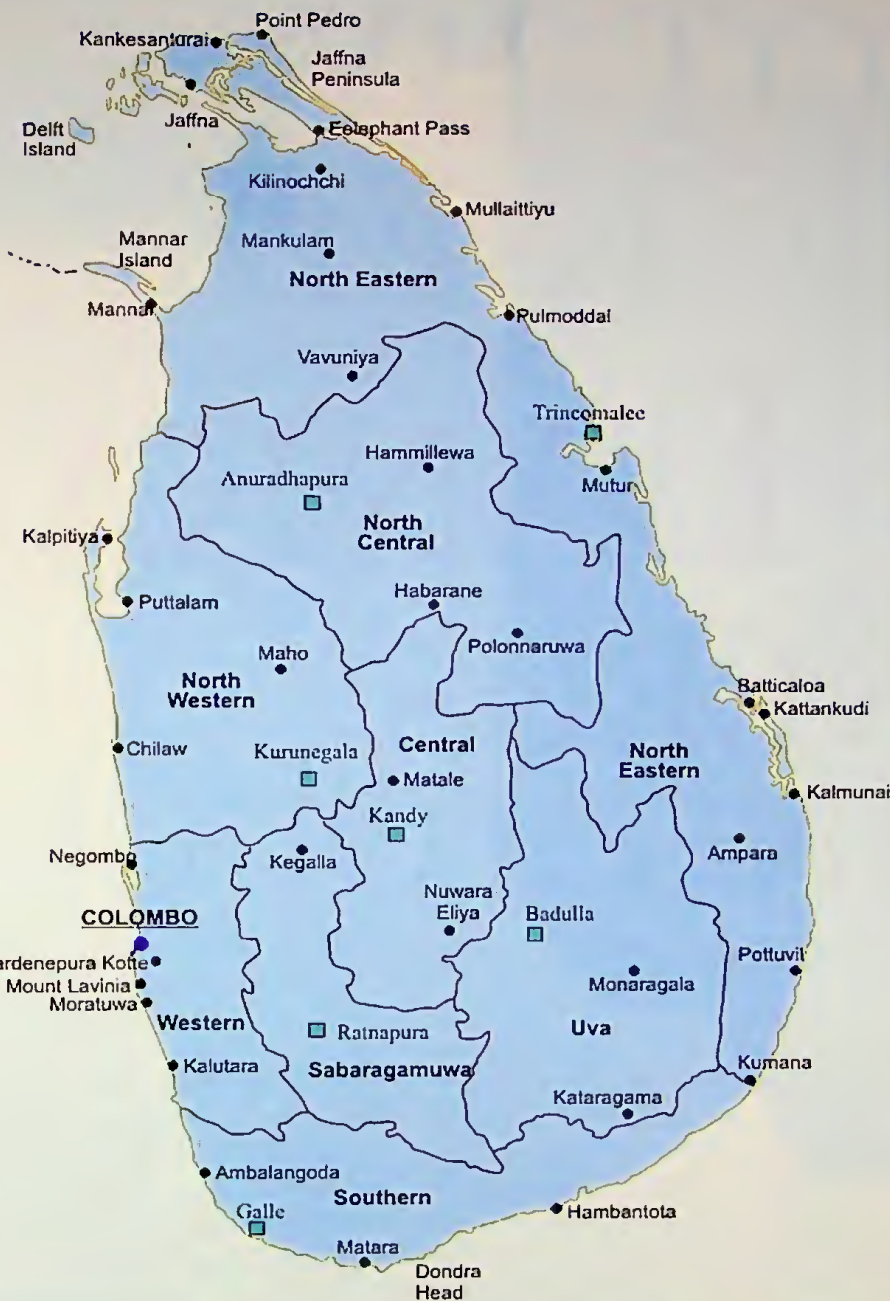 Point Pedro
Kankesanturai
Jaffna
Peninsula
Jaffna
Delft
Island
Eelephant Pass
Kilinochchi
Mullaittiyu
Mannar
Island
Mankulam
North Eastern
Mannar
Pulmoddai
Vavuniya
Trincomalee
Hammillewa
Anuradhapura
Mutur
North
Central
Kalpitiya
Habarane
Puttalam
Polonnaruwa
Maho
North
Western
Batticaloa
Kattankudi
Central
North
Eastern
Chilaw
Kurunegala
Matale
Kalmunai
Kandy
Ampara
Negombo
Kegalla
Nuwara
Eliya
Badulla
COLOMBO
ardenepura Kotte
Pottuvil
Mount Lavinia
Monaragala
Moratuwa
Western
Ratnapura
Uva
Kalutara
Sabaragamuwa
Kumana
Kataragama
Ambalangoda
Southern
Galle
Hambantota
Matara
Dondra
Head